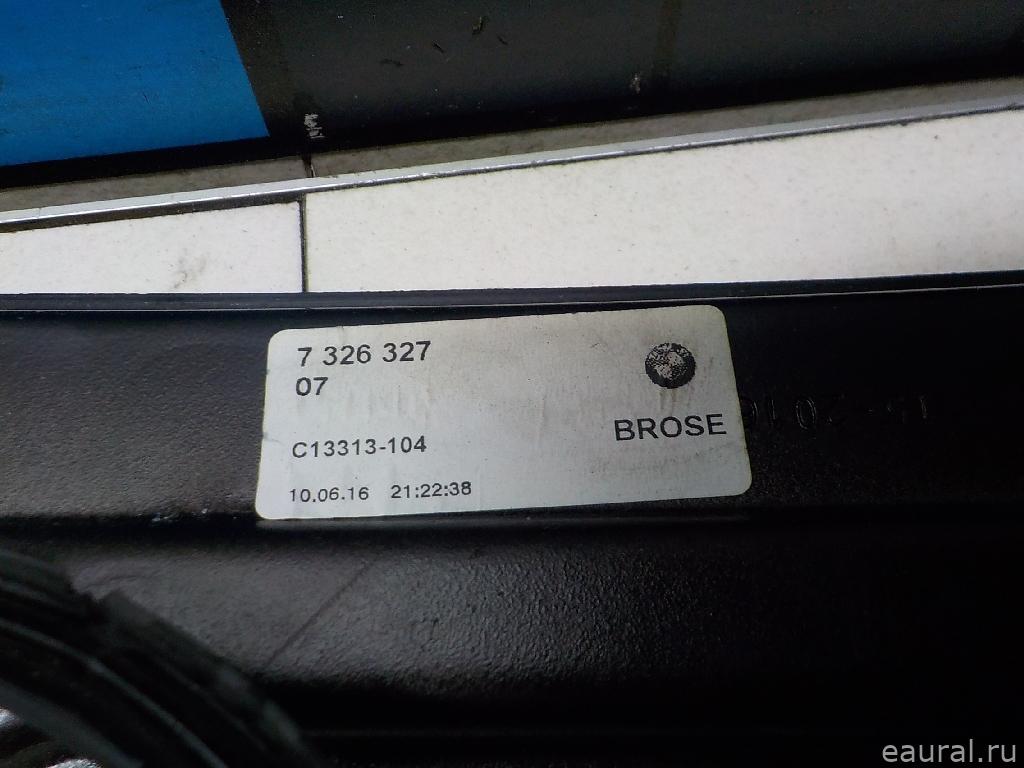 7 326 327
07
BROSE
C13313-104
10.06.16 21:22:38
eaural.ru